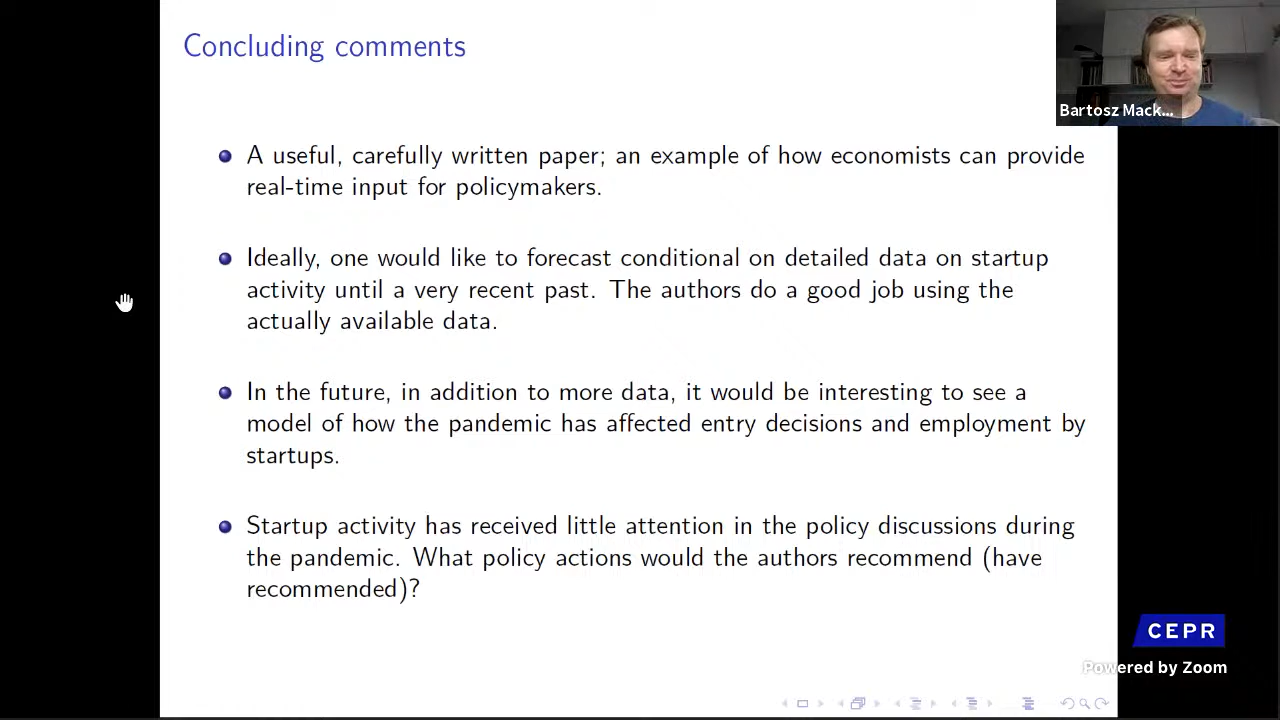 Concluding comments
Bartosz Mack...
A useful, carefully written paper; an example of how economists can provide
real-time input for policymakers.
Ideally, one would like to forecast conditional on detailed data on startup
activity until a very recent past. The authors do a good job using the
actually available data.
In the future, in addition to more data, it would be interesting to see a
model of how the pandemic has affected entry decisions and employment by
startups.
Startup activity has received little attention in the policy discussions during
the pandemic. What policy actions would the authors recommend (have
recommended)?
CEPR
Powered by Zoom